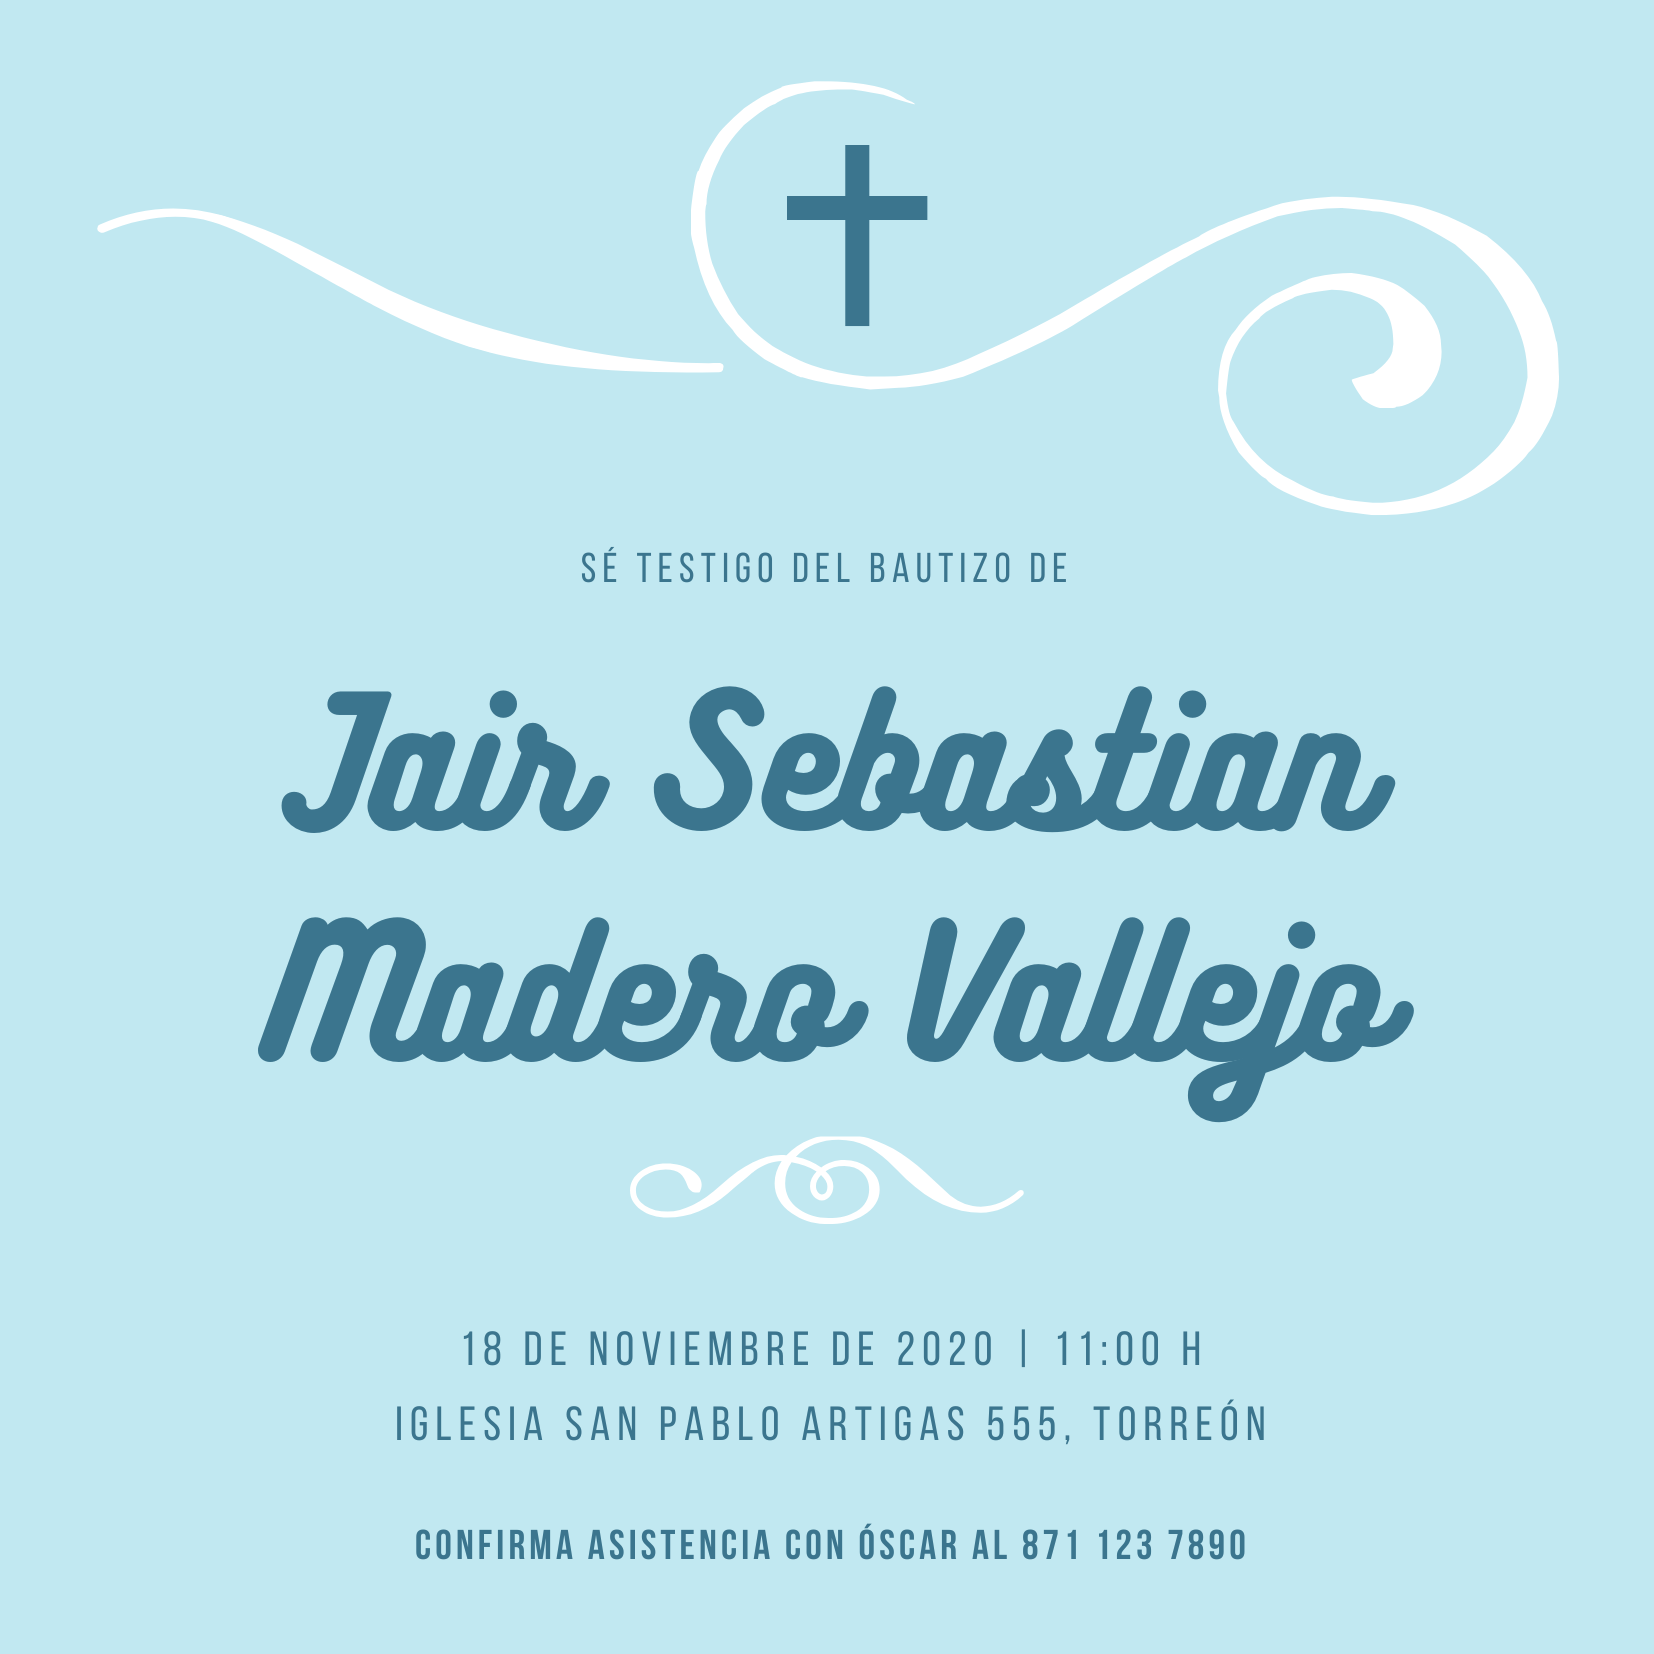 SÉ TESTIGO DEL BAUTIZO DE
Jair Sebastian
Madero Vallejo
18 DE NOVIEMBRE DE 2020 | 11:00 H
IGLESIA SAN PABLO ARTIGAS 555, TORREÓN
CONFIRMA ASISTENCIA CON ÓSCAR AL 871 123 7890